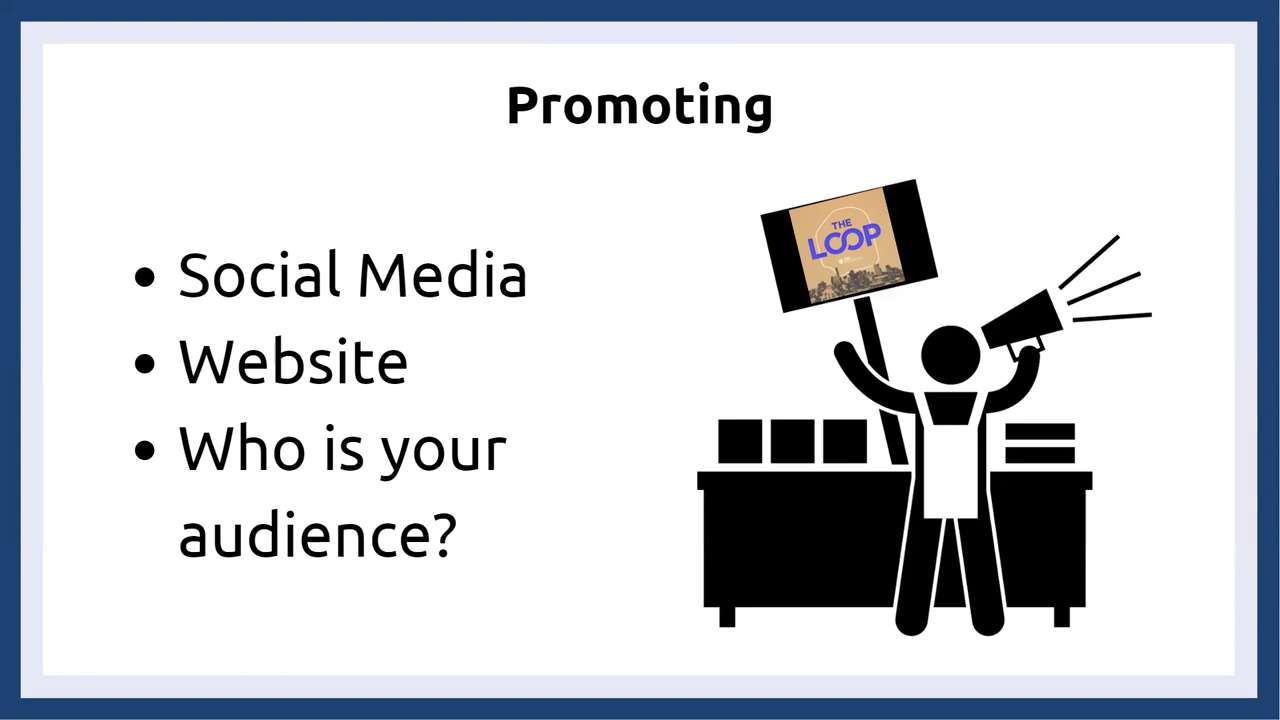 Promoting
Social Media
Website
Who is your
audience?
THE
LOOP